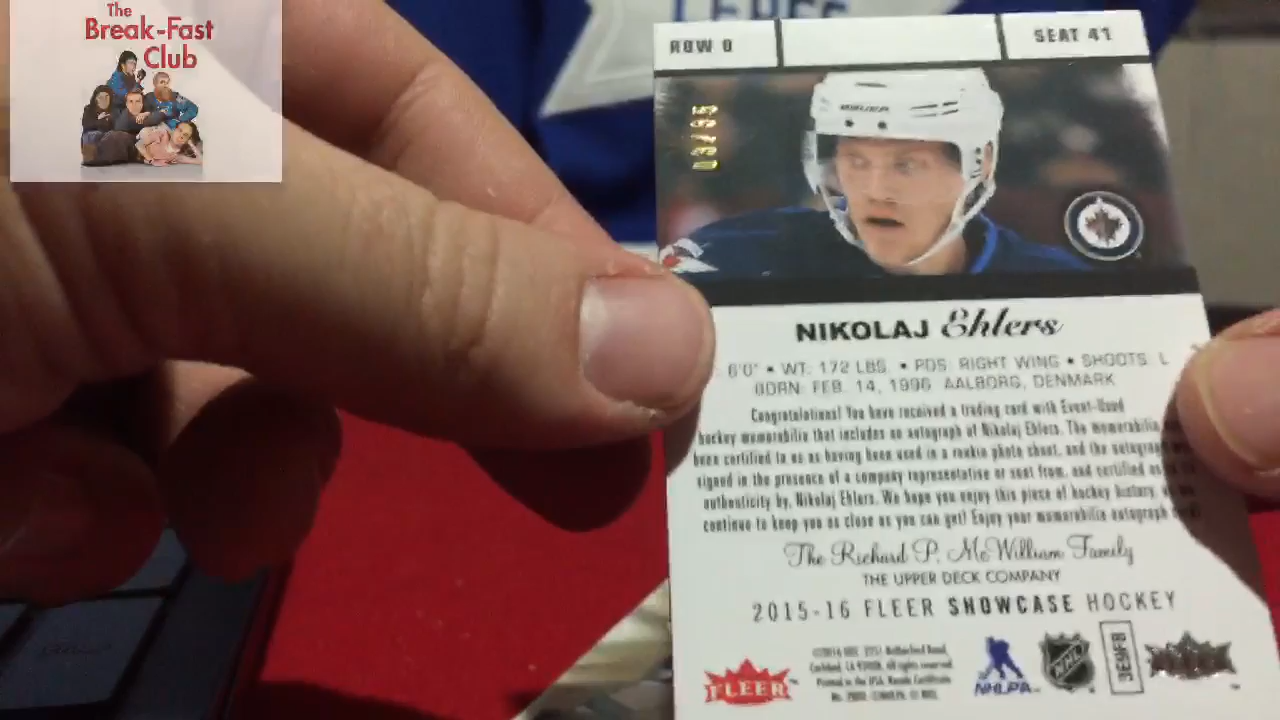 The
Break-Fast
Club
LEAFS
ROW 0
SEAT 41
NIKOLAJ Ehlers
6'0" • WT. 172 LBS. • POS: RIGHT WING • SHOOTS: L
BORN: FEB. 14, 1996 AALBORG, DENMARK
Congratulations! You have received a trading card with Event-Used
hockey memorabilia that includes an autograph of Nikolaj Ehlers. The memorabilia
been certified to us as having been used in a rookie photo shoot, and the autograph
signed in the presence of a company representative or sent from, and certified as
authenticity by, Nikolaj Ehlers. We hope you enjoy this piece of hockey history,
continue to keep you as close as you can get! Enjoy your memorabilia autograph
The Richard P. McWilliam Family
THE UPPER DECK COMPANY
2015-16 FLEER SHOWCASE HOCKEY
FLEER
NHLPA
NHL
FLEER